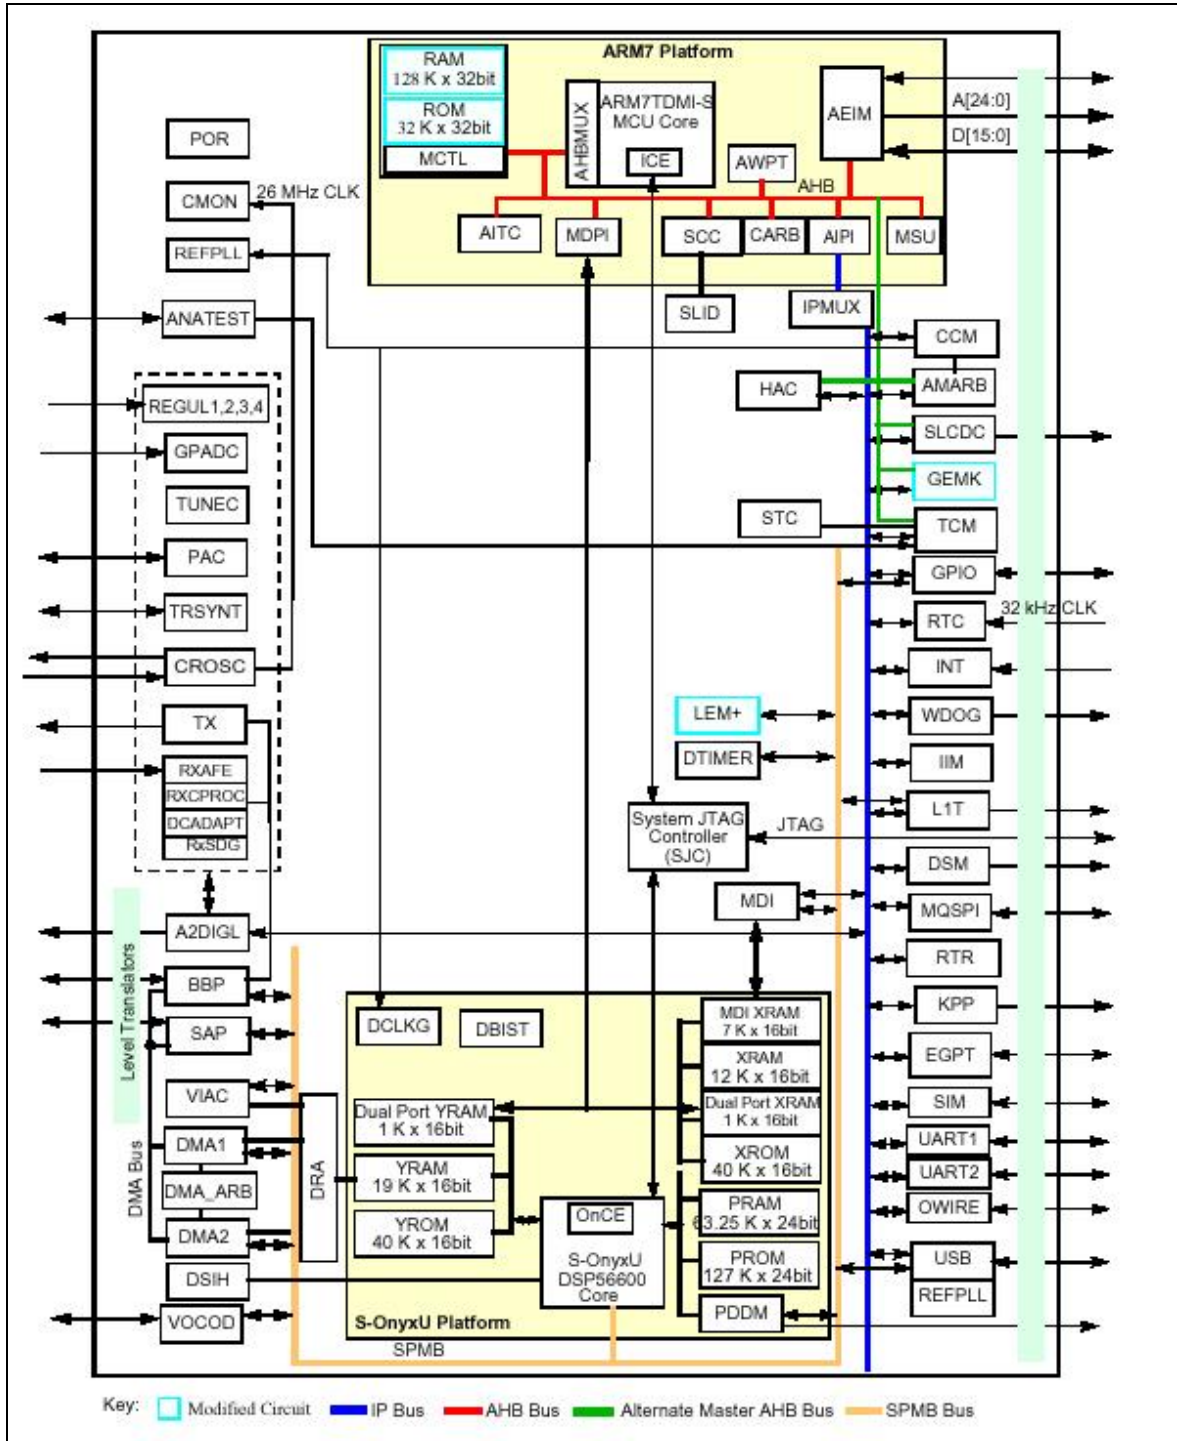 ARM7 Platform
RAM
128 K x 32bit
ROM
32 K x 32bit
MCTL
AHBMUX
ARM7TDMI-S
MCU Core
ICE
AEIM
A[24:0]
D[15:0]
AWPT
AHB
AITC
MDPI
SCC
CARB
AIPI
MSU
SLID
IPMUX
POR
CMON
26 MHz CLK
REFPLL
ANATEST
REGUL1,2,3,4
GPADC
TUNEC
PAC
TRSYNT
CROSC
TX
RXAFE
RXCPROC
DCADAPT
RxSDG
A2DIGL
BBP
SAP
VIAC
DMA1
DMA_ARB
DMA2
DSIH
VOCOD
Level Translators
DMA Bus
DRA
HAC
STC
LEM+
DTIMER
System JTAG
Controller
(SJC)
JTAG
MDI
CCM
AMARB
SLCDC
GEMK
TCM
GPIO
32 kHz CLK
RTC
INT
WDOG
IIM
L1T
DSM
MQSPI
RTR
KPP
EGPT
SIM
UART1
UART2
OWIRE
USB
REFPLL
DCLKG
DBIST
MDI XRAM
7 K x 16bit
XRAM
12 K x 16bit
Dual Port XRAM
1 K x 16bit
XROM
40 K x 16bit
Dual Port YRAM
1 K x 16bit
YRAM
19 K x 16bit
YROM
40 K x 16bit
OnCE
S-OnyxU
DSP56600
Core
PRAM
63.25 K x 24bit
PROM
127 K x 24bit
PDDM
S-OnyxU Platform
SPMB
Key: Modified Circuit IP Bus AHB Bus Alternate Master AHB Bus SPMB Bus